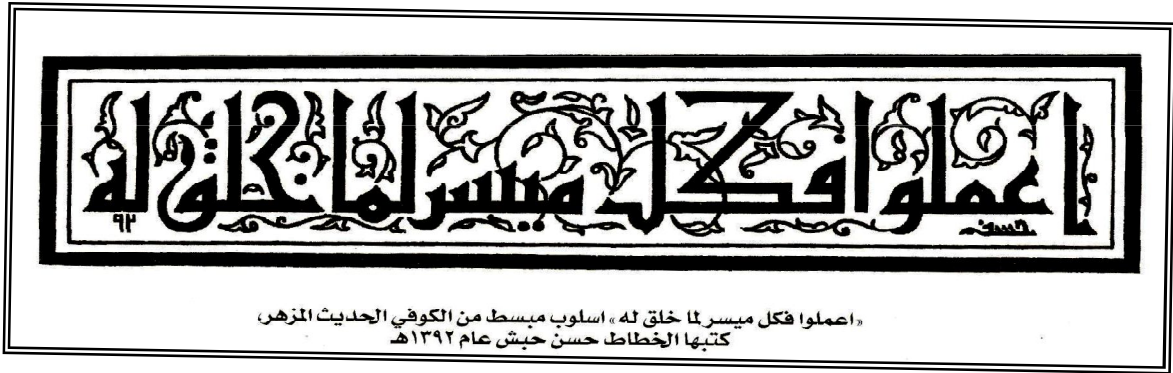 اعملوا فكل ميسر لما خلق له
حسن
٩٢
«اعملوا فكل ميسر لما خلق له» اسلوب مبسط من الكوفي الحديث المزهر،
كتبها الخطاط حسن حبش عام ١٣٩٢هـ